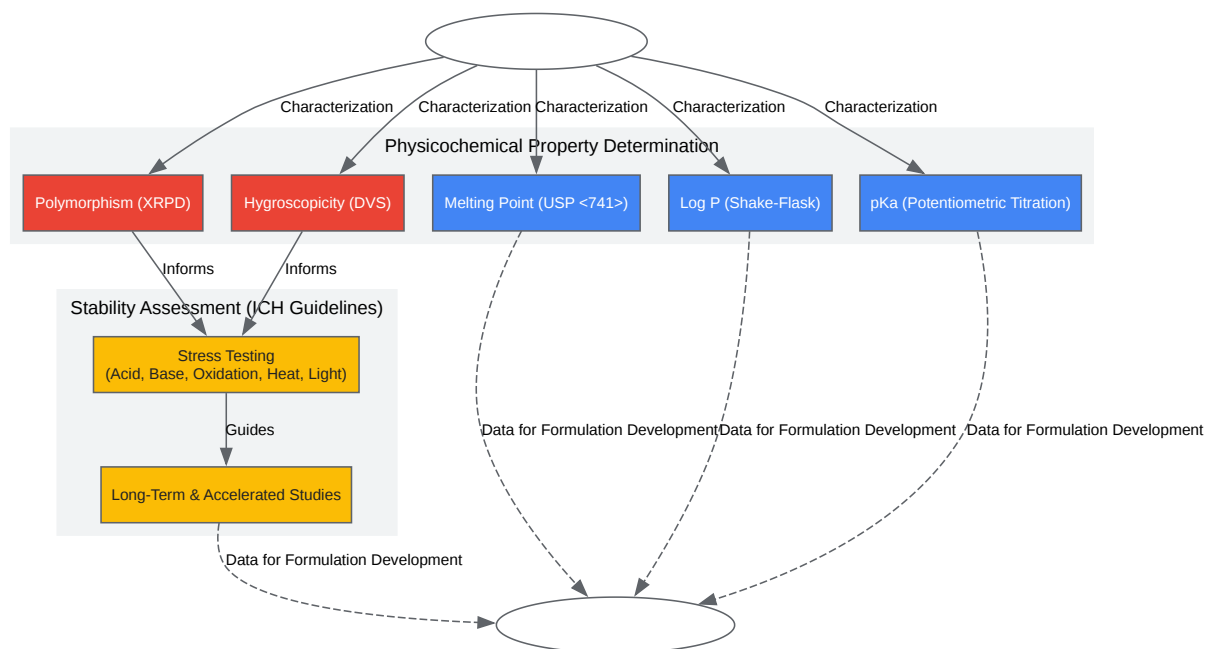 Characterization
Characterization
Characterization
Characterization
Characterization
Physicochemical Property Determination
Polymorphism (XRPD)
Hygroscopicity (DVS)
Melting Point (USP <741>)
Log P (Shake-Flask)
pKa (Potentiometric Titration)
Informs
Informs
Stability Assessment (ICH Guidelines)
Stress Testing
(Acid, Base, Oxidation, Heat, Light)
Guides
Data for Formulation Development
Data for Formulation Development
Data for Formulation Development
Long-Term & Accelerated Studies
Data for Formulation Development